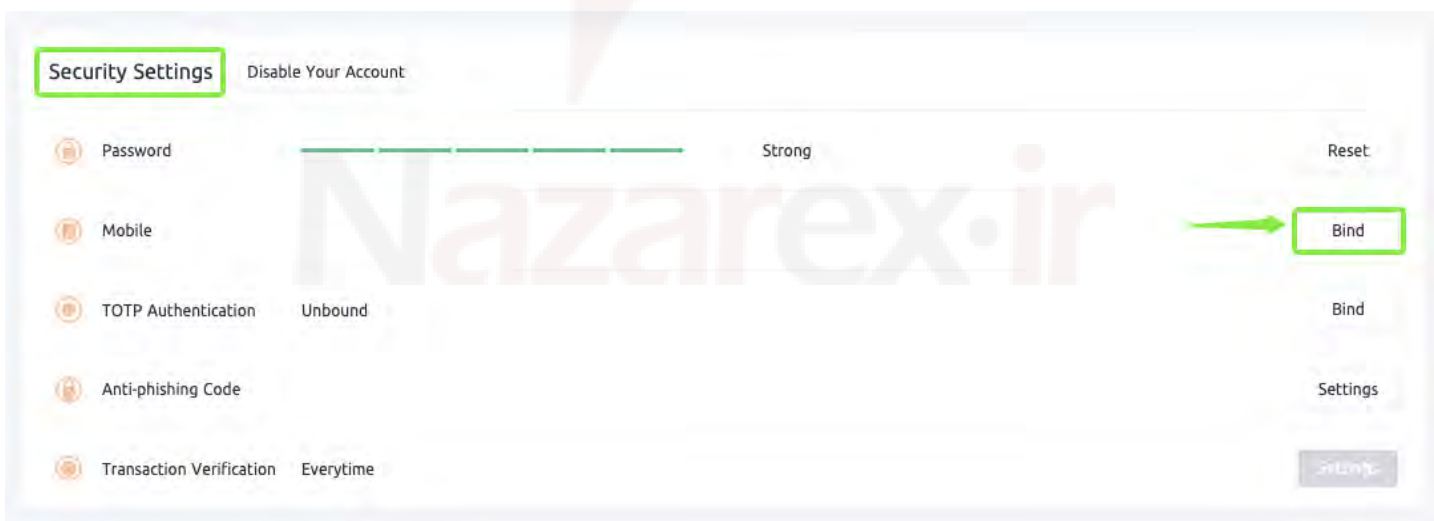 Security Settings Disable Your Account
Password Strong Reset
Mobile Bind
Nazarex.ir
TOTP Authentication Unbound Bind
Anti-phishing Code Settings
Transaction Verification Everytime Settings